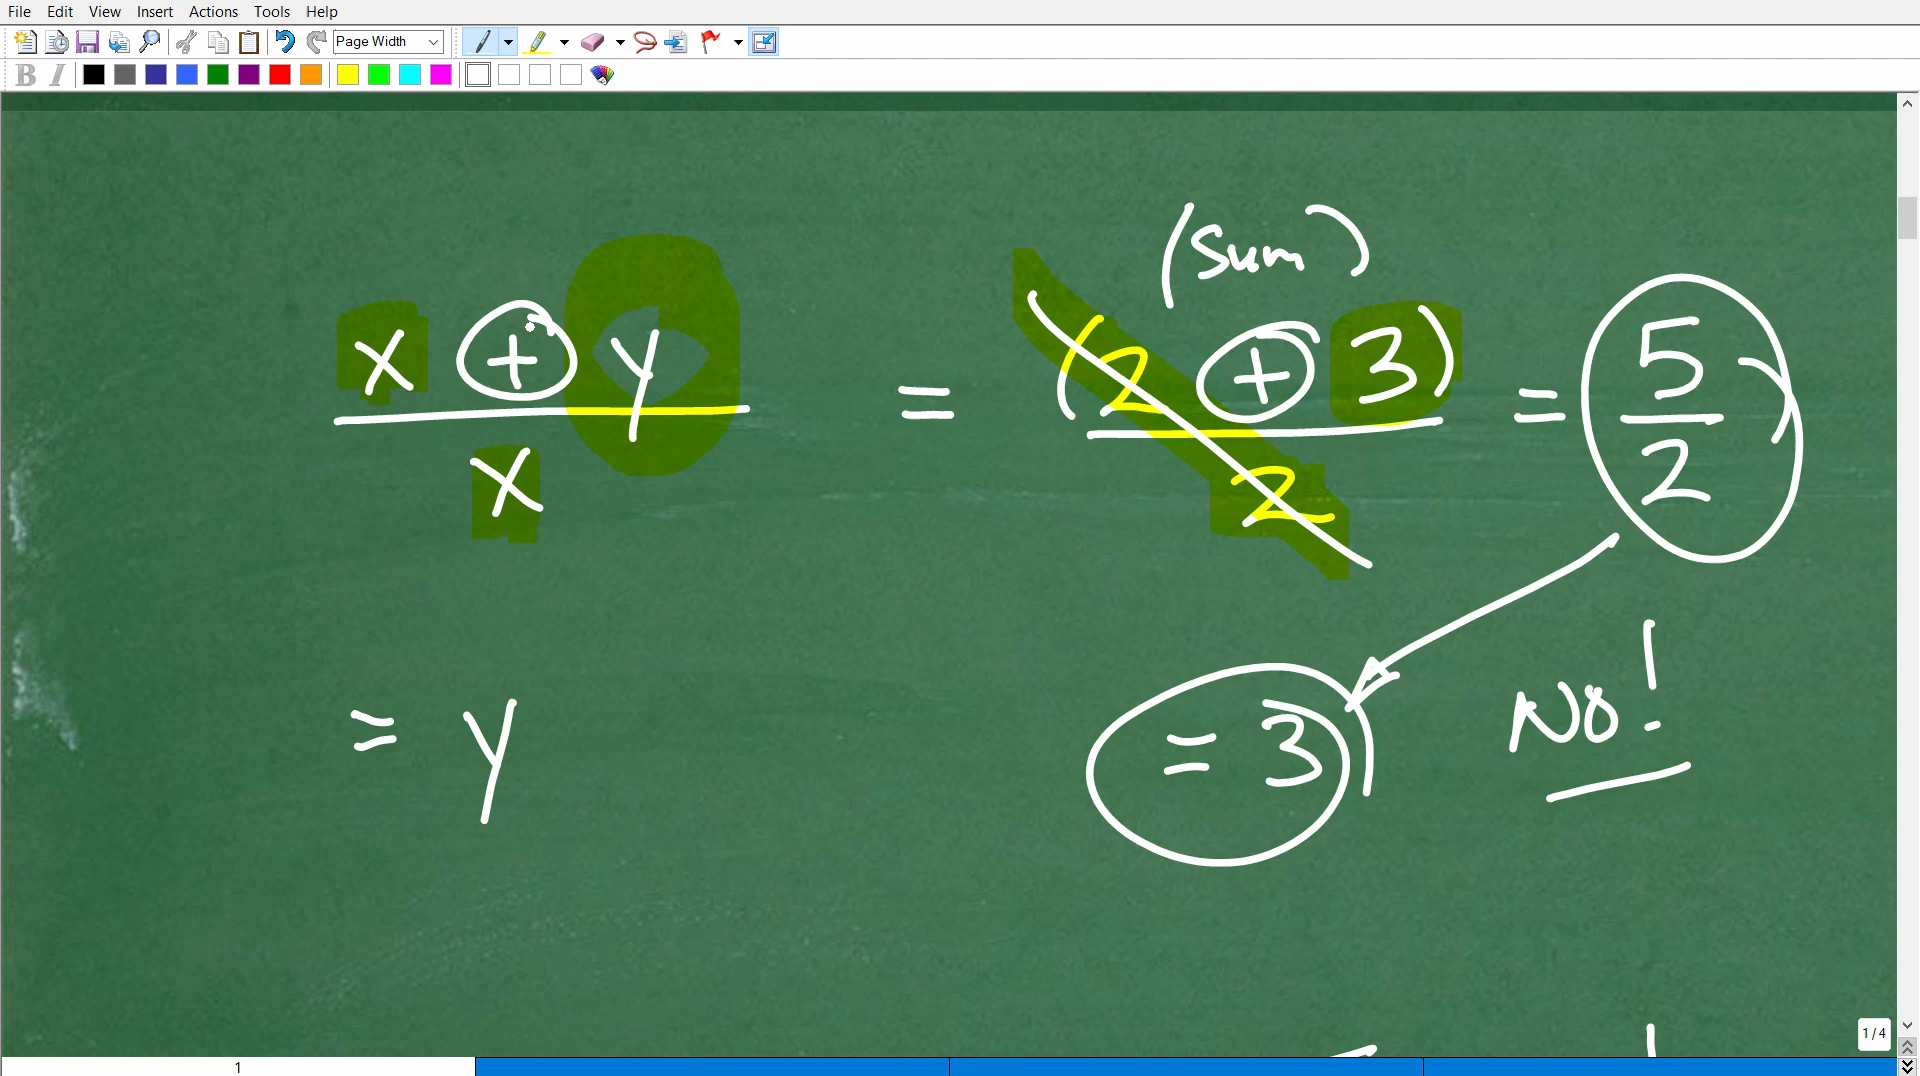 File Edit View Insert Actions Tools Help
Page Width
B I
(Sum)
x + y = (2 + 3) = 5
x 2 2
= y = 3 No!
1 / 4
1